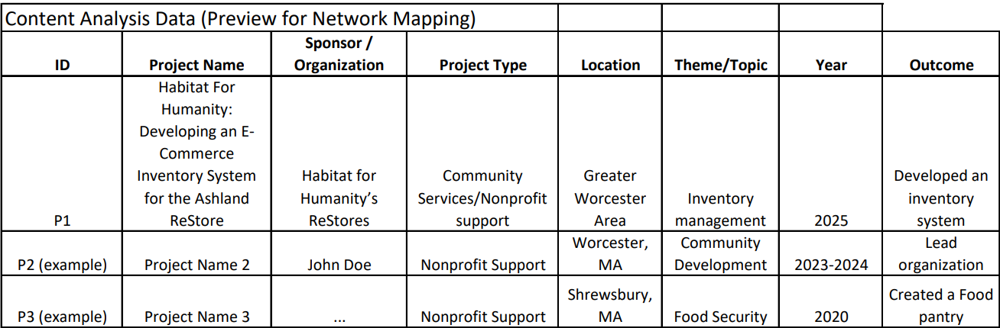 Content Analysis Data (Preview for Network Mapping)
ID
Project Name
Sponsor /
Organization
Project Type
Location
Theme/Topic
Year
Outcome
P1
Habitat For
Humanity:
Developing an E-
Commerce
Inventory System
for the Ashland
ReStore
Habitat for
Humanity’s
ReStores
Community
Services/Nonprofit
support
Greater
Worcester
Area
Inventory
management
2025
Developed an
inventory
system
P2 (example)
Project Name 2
John Doe
Nonprofit Support
Worcester,
MA
Community
Development
2023-2024
Lead
organization
P3 (example)
Project Name 3
...
Nonprofit Support
Shrewsbury,
MA
Food Security
2020
Created a Food
pantry